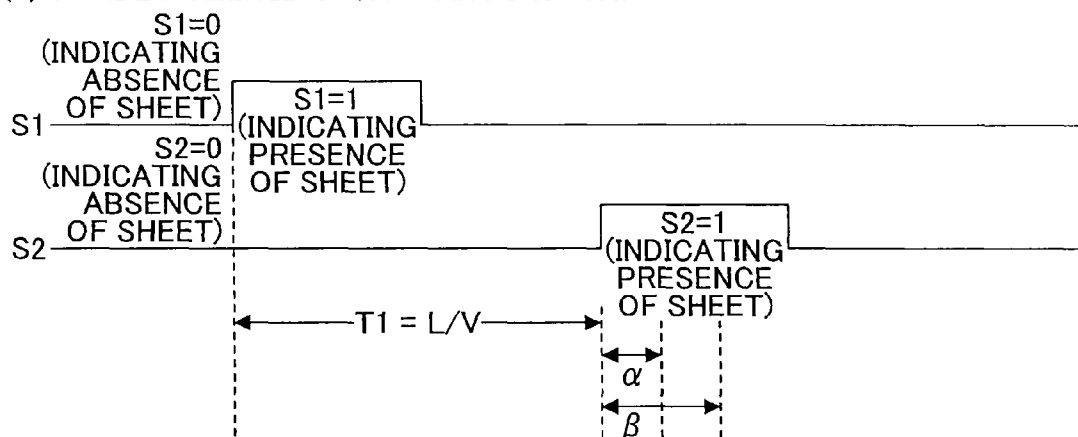 S1=0
(INDICATING
ABSENCE
OF SHEET)
S1
S1=1
(INDICATING
PRESENCE
OF SHEET)
S2=0
(INDICATING
ABSENCE
OF SHEET)
S2
S2=1
(INDICATING
PRESENCE
OF SHEET)
T1 = L/V
α
β